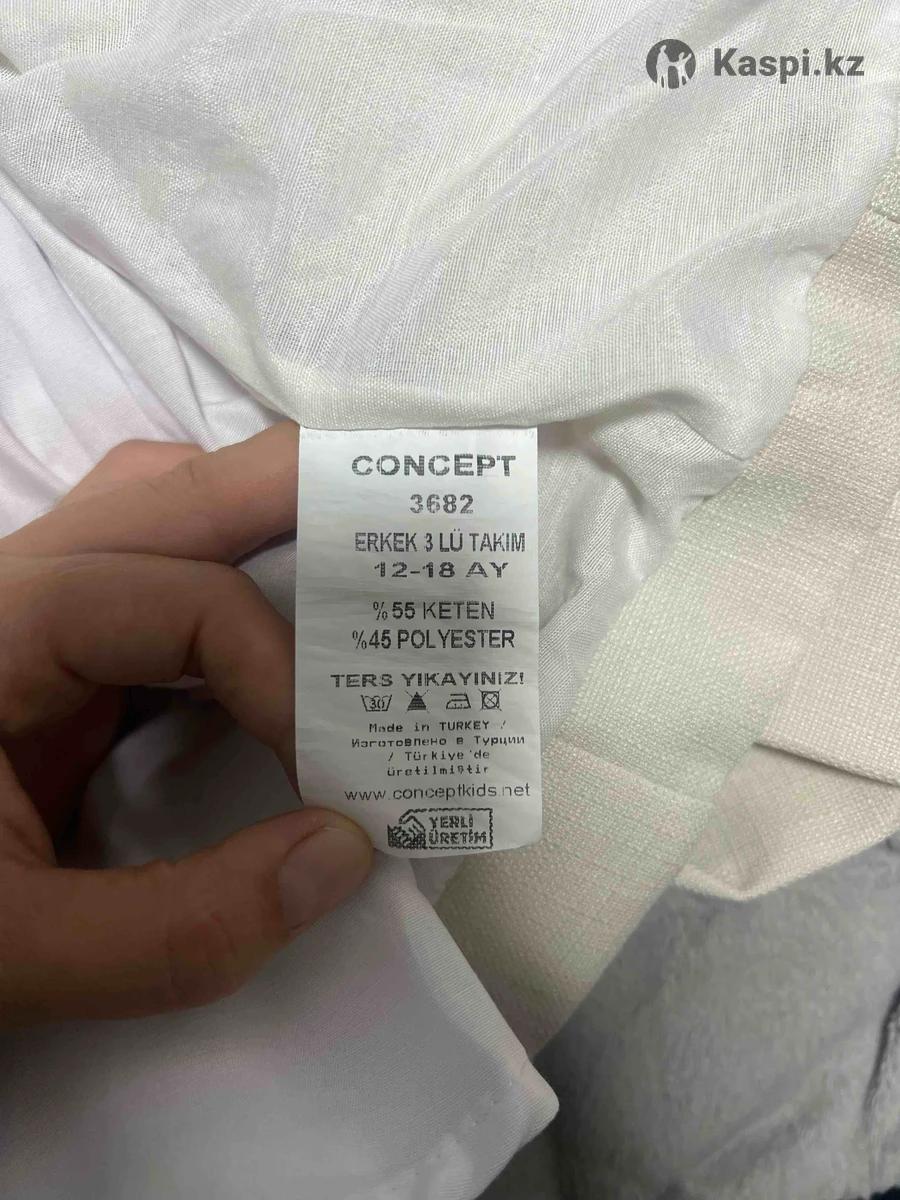 Kaspi.kz
CONCEPT
3682
ERKEK 3 LÜ TAKIM
12-18 AY
%55 KETEN
%45 POLYESTER
TERS YIKAYINIZ!
30
Made in TURKEY /
Изготовлено в Турции
/ Türkiye'de
üretilmiştir
www.conceptkids.net
YERLİ
ÜRETİM